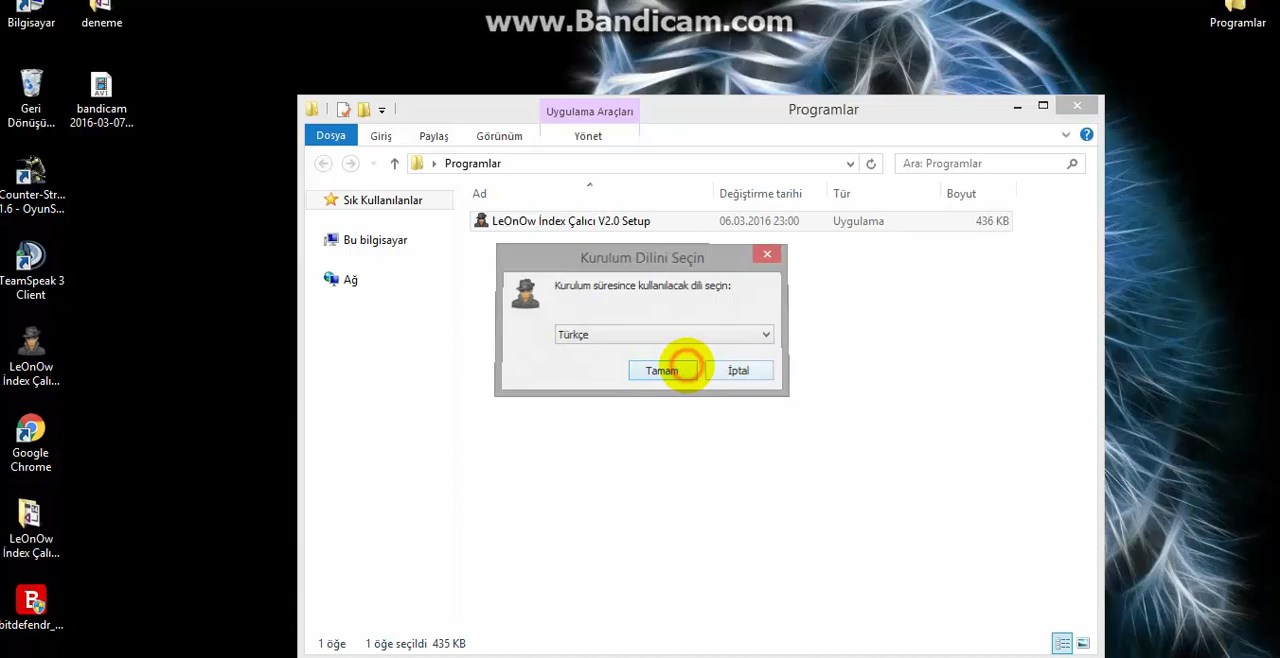 www.Bandicam.com
Bilgisayar
deneme
Programlar
Geri
Dönüşü...
bandicam
2016-03-07...
Counter-Str...
1.6 - OyunS...
TeamSpeak 3
Client
LeOnOw
İndex Çalı...
Google
Chrome
LeOnOw
İndex Çalı...
bitdefendr_...
Uygulama Araçları
Programlar
Dosya
Giriş
Paylaş
Görünüm
Yönet
Programlar
Ara: Programlar
Sık Kullanılanlar
Bu bilgisayar
Ağ
Ad
Değiştirme tarihi
Tür
Boyut
LeOnOw İndex Çalıcı V2.0 Setup
06.03.2016 23:00
Uygulama
436 KB
Kurulum Dilini Seçin
Kurulum süresince kullanılacak dili seçin:
Türkçe
Tamam
İptal
1 öğe
1 öğe seçildi 435 KB